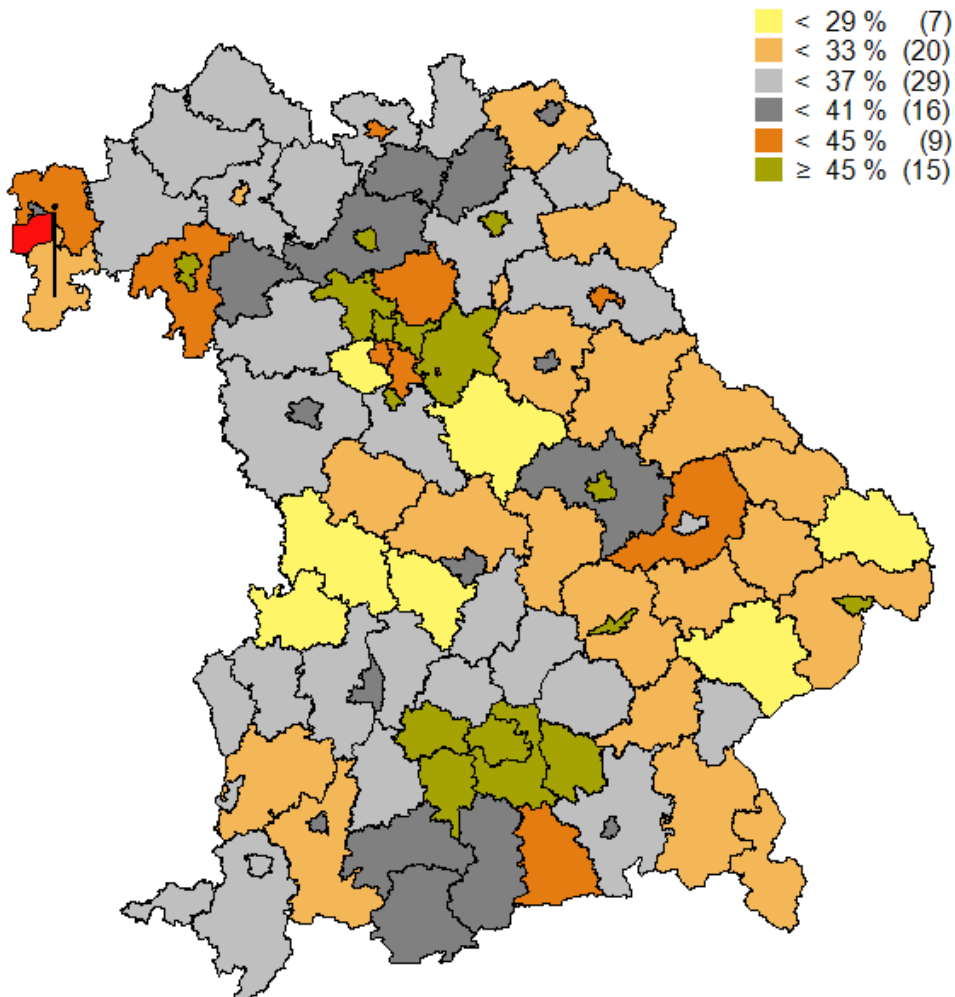 < 29 % (7)
< 33 % (20)
< 37 % (29)
< 41 % (16)
< 45 % (9)
≥ 45 % (15)